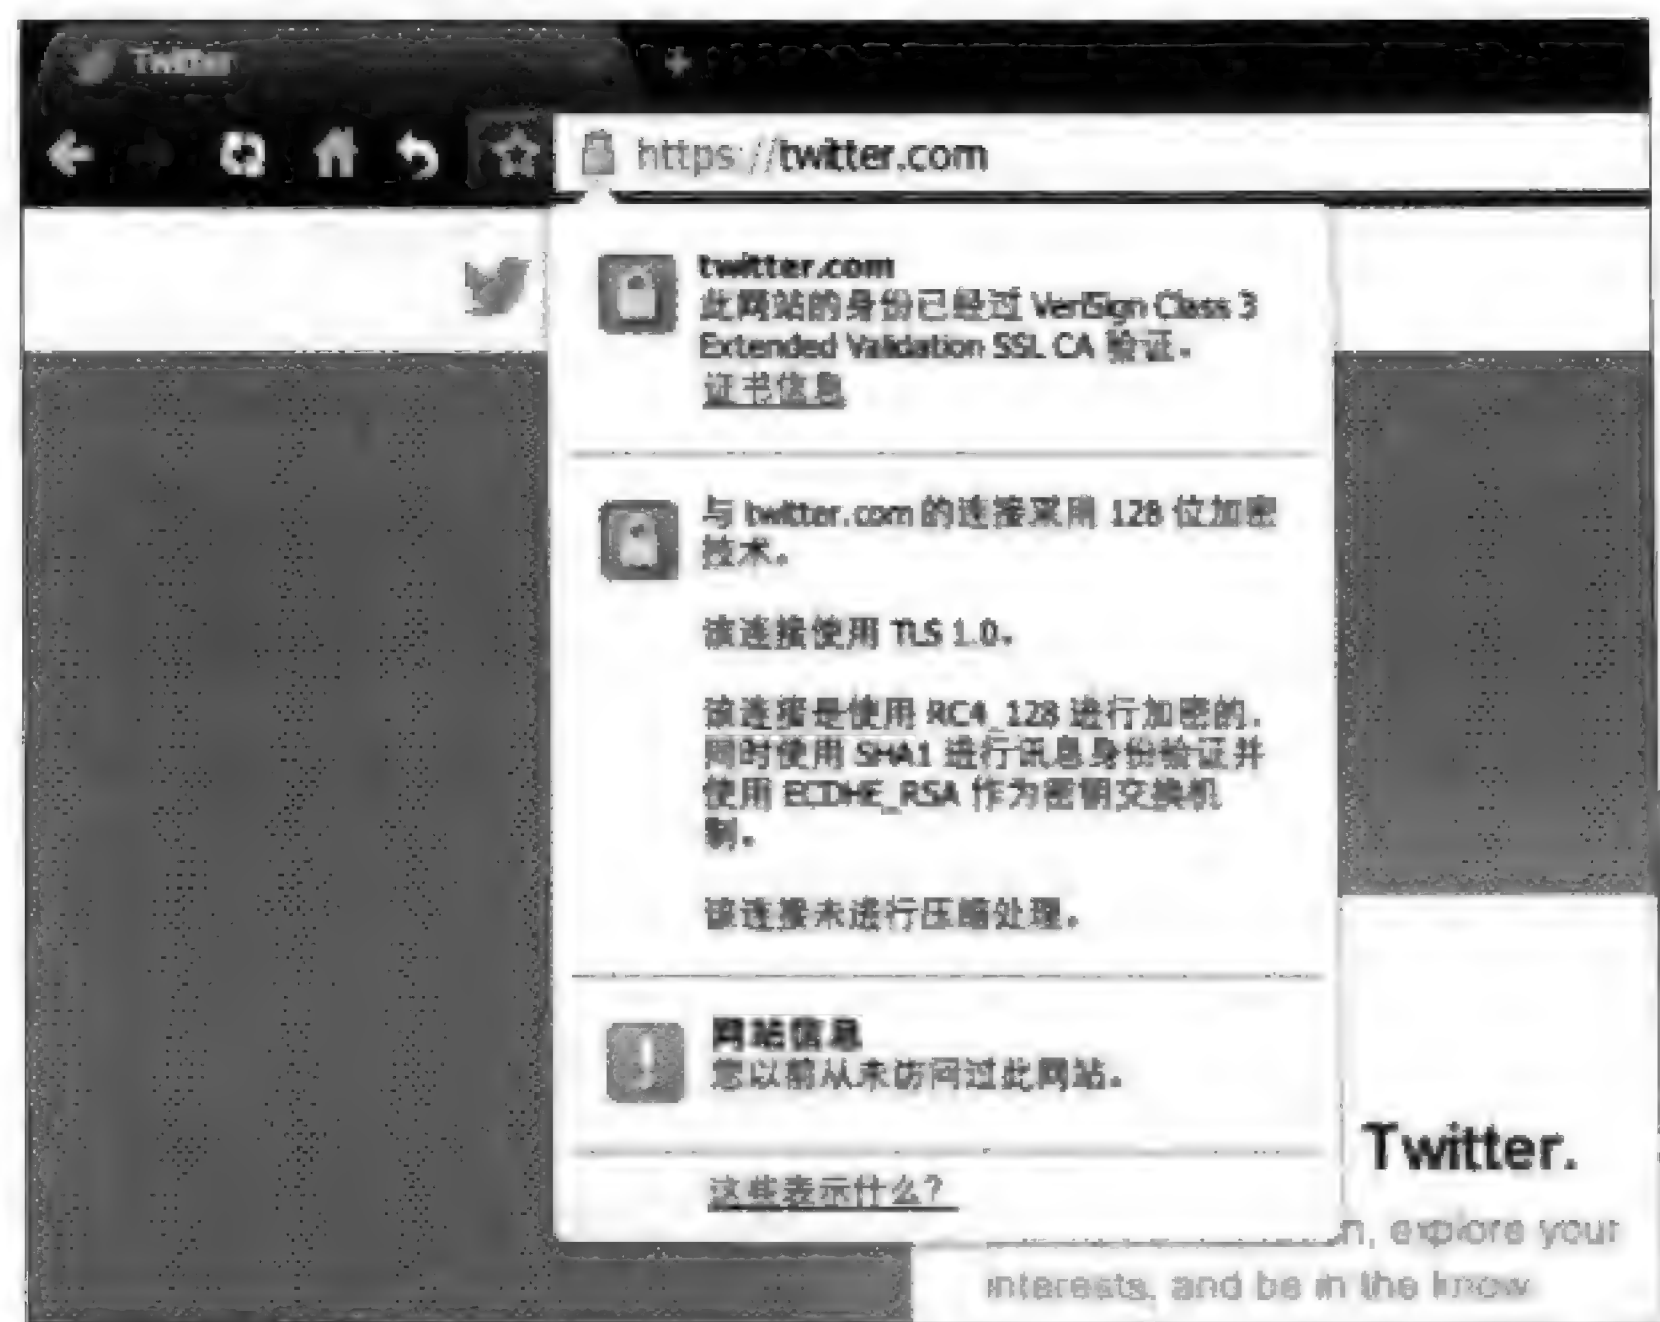 Twitter
https://twitter.com
twitter.com
此网站的身份已经过 VeriSign Class 3
Extended Validation SSL CA 验证。
证书信息
与 twitter.com 的连接采用 128 位加密
技术。
该连接使用 TLS 1.0。
该连接是使用 RC4_128 进行加密的，
同时使用 SHA1 进行讯息身份验证并
使用 ECDHE_RSA 作为密钥交换机
制。
该连接未进行压缩处理。
网站信息
您以前从未访问过此网站。
这些表示什么？
Twitter.
n, explore your
interests, and be in the know